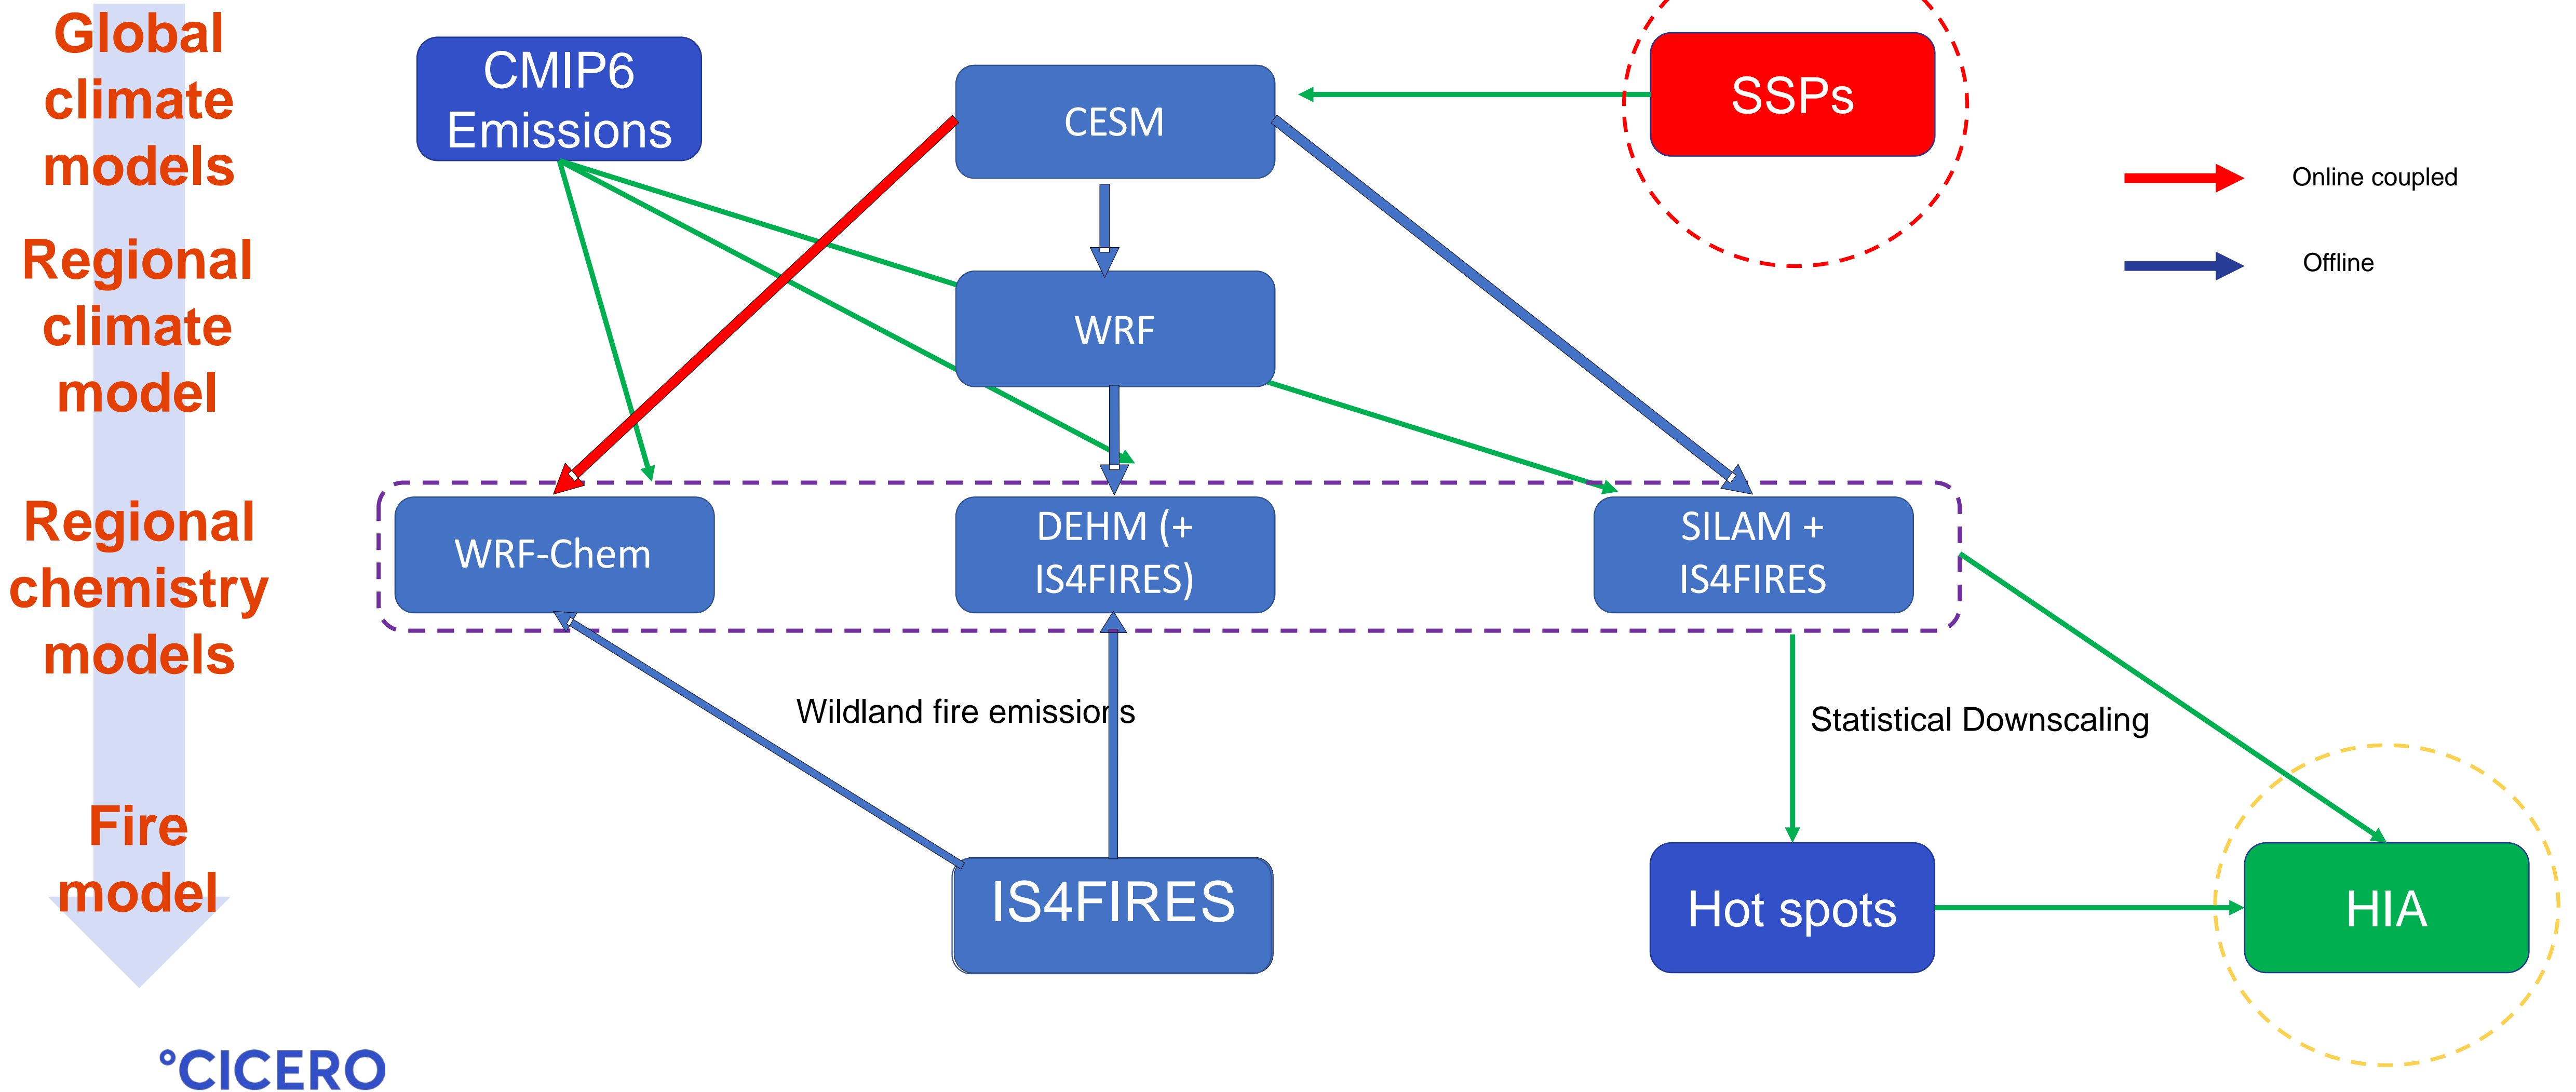 Global
climate
models
Regional
climate
model
Regional
chemistry
models
Fire
model
CMIP6
Emissions
CESM
SSPs
Online coupled
Offline
WRF
WRF-Chem
DEHM (+
IS4FIRES)
SILAM +
IS4FIRES
Wildland fire emissions
Statistical Downscaling
IS4FIRES
Hot spots
HIA
°CICERO